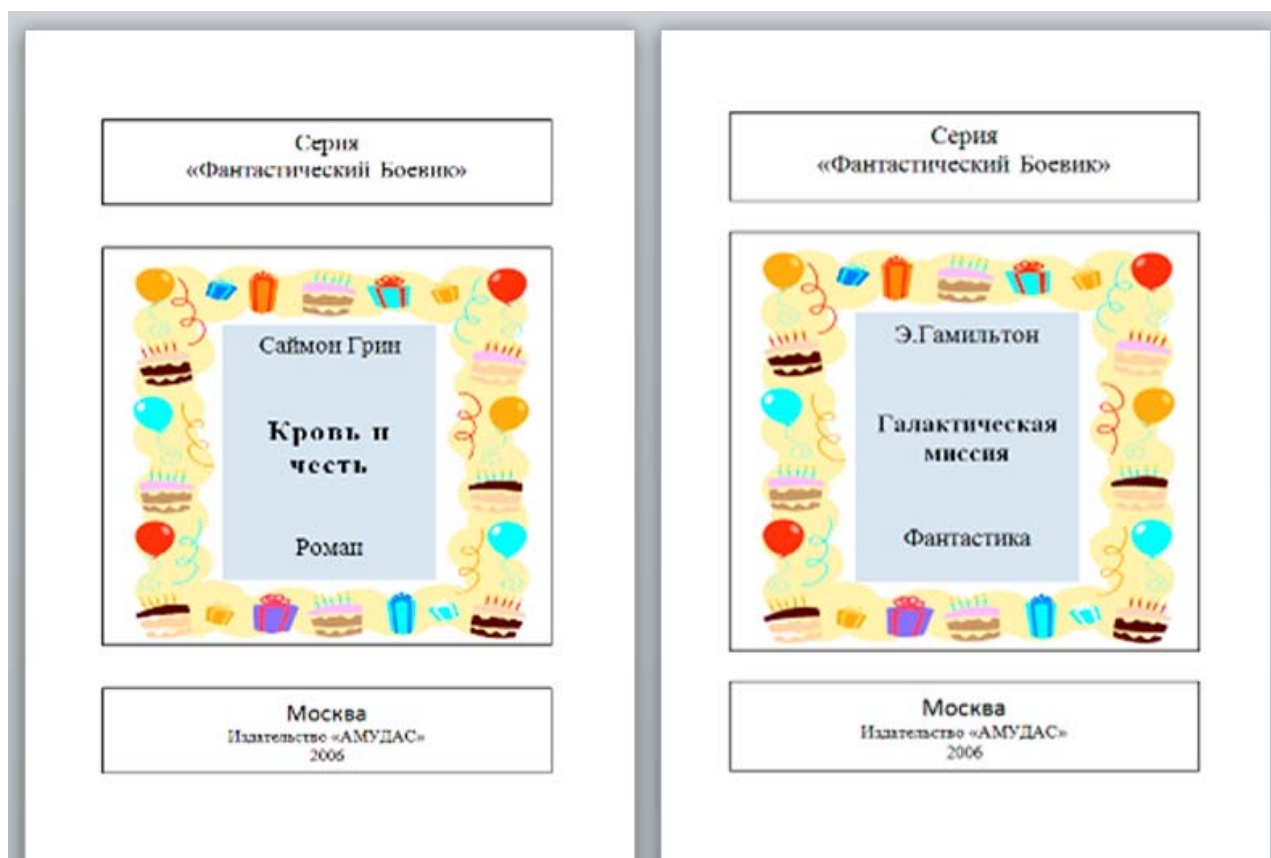 Серия
«Фантастический Боевик»
Саймон Грин
Кровь и
честь
Роман
Москва
Издательство «АМУДАС»
2006
Серия
«Фантастический Боевик»
Э.Гамильтон
Галактическая
миссия
Фантастика
Москва
Издательство «АМУДАС»
2006